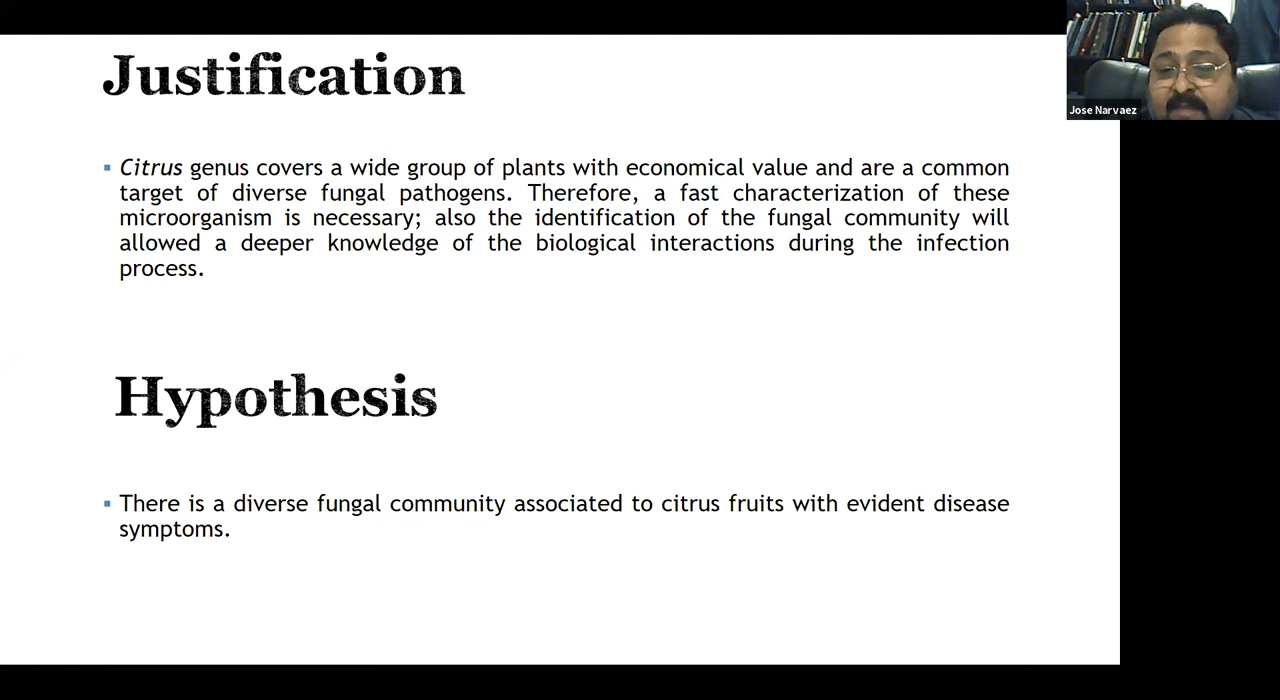 Justification
Jose Narvaez
▪ Citrus genus covers a wide group of plants with economical value and are a common
target of diverse fungal pathogens. Therefore, a fast characterization of these
microorganism is necessary; also the identification of the fungal community will
allowed a deeper knowledge of the biological interactions during the infection
process.
Hypothesis
▪ There is a diverse fungal community associated to citrus fruits with evident disease
symptoms.